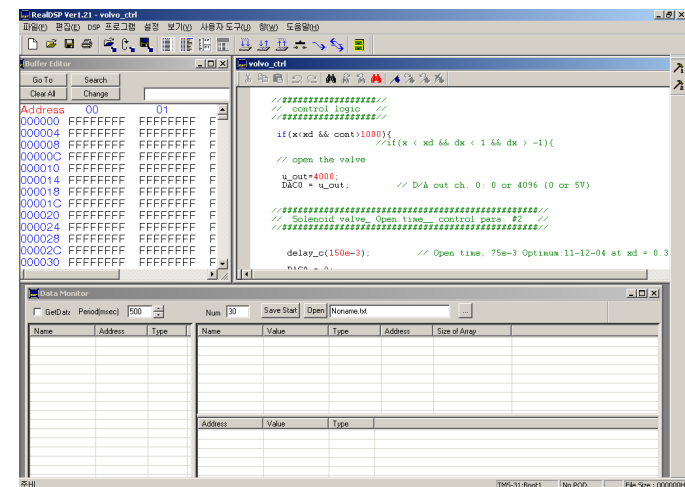 RealDSP Ver1.21 - volvo_ctrl
파일(F) 편집(E) DSP 프로그램 설정 보기(V) 사용자 도구(U) 창(W) 도움말(H)
Buffer Editor
Go To Search
Clear All Change
Address 00 01
000000 FFFFFFFF FFFFFFFF F
000004 FFFFFFFF FFFFFFFF F
000008 FFFFFFFF FFFFFFFF F
00000C FFFFFFFF FFFFFFFF F
000010 FFFFFFFF FFFFFFFF F
000014 FFFFFFFF FFFFFFFF F
000018 FFFFFFFF FFFFFFFF F
00001C FFFFFFFF FFFFFFFF F
000020 FFFFFFFF FFFFFFFF F
000024 FFFFFFFF FFFFFFFF F
000028 FFFFFFFF FFFFFFFF F
00002C FFFFFFFF FFFFFFFF F
000030 FFFFFFFF FFFFFFFF F
volvo_ctrl
//##################//
// control logic //
//##################//
if(x<xd && cont>1000){
//if(x < xd && dx < 1 && dx > -1){
// open the valve
u_out=4000;
DAC0 = u_out; // D/A out ch. 0: 0 or 4096 (0 or 5V)
//#################################################//
// Solenoid valve_ Open time__ control para. #2 //
//#################################################//
delay_c(150e-3); // Open time. 75e-3 Optimum:11-12-04 at xd = 0.3
DAC0 = 0;
Data Monitor
GetData Period(msec) 500 Num 30 Save Start Open Noname.txt ...
Name Address Type
Name Value Type Address Size of Array
Address Value Type
준비 TMS-31:Boot1 No POD File Size : 000000H